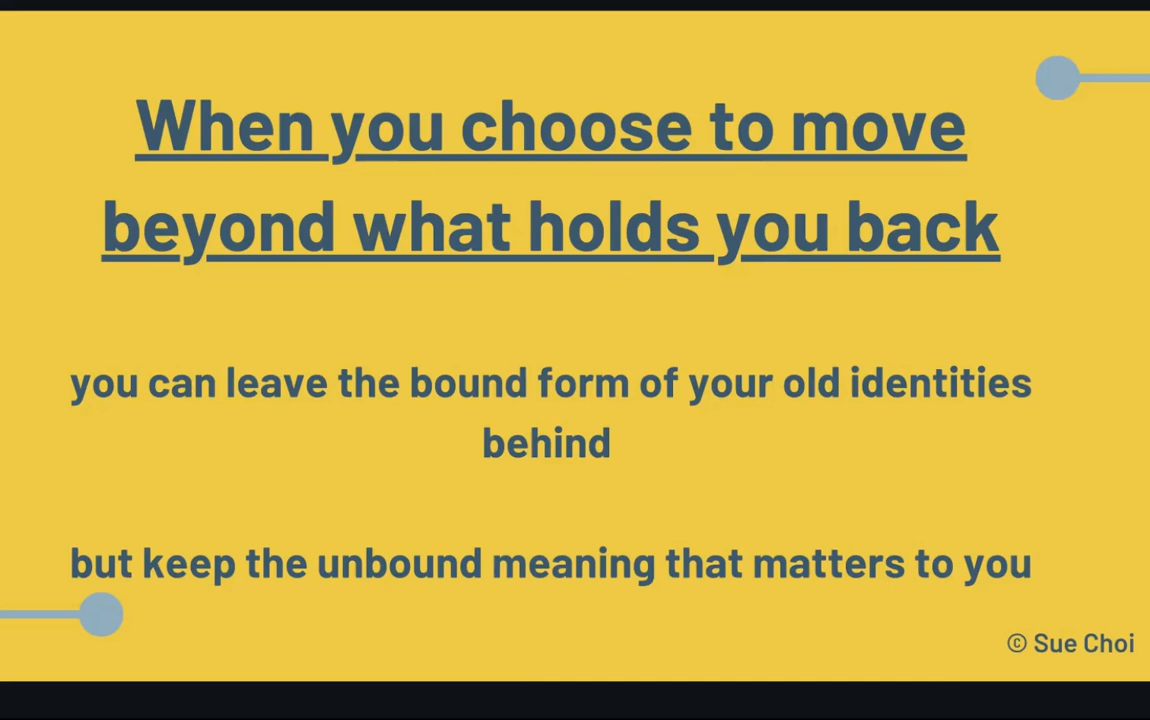 When you choose to move
beyond what holds you back
you can leave the bound form of your old identities
behind
but keep the unbound meaning that matters to you
© Sue Choi